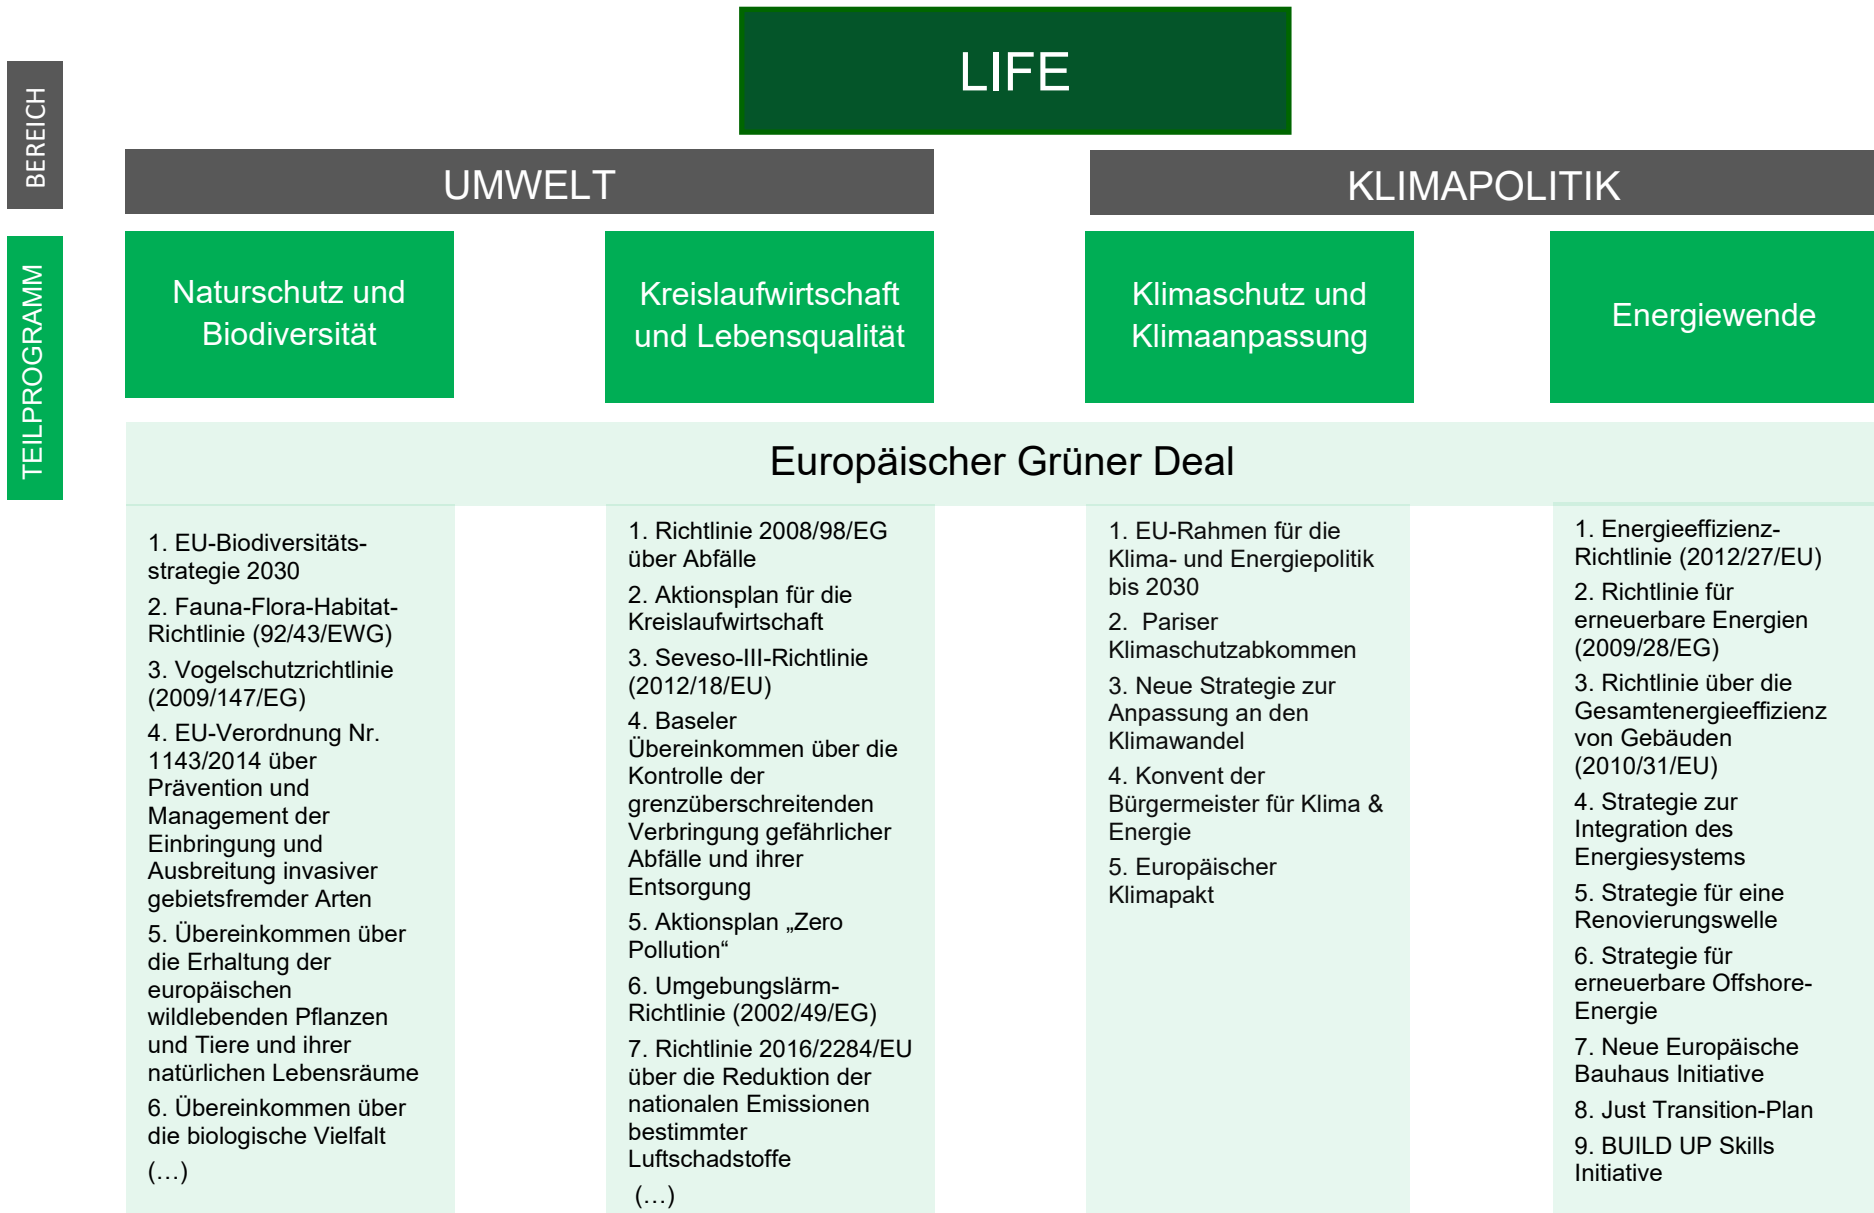 LIFE
BEREICH
UMWELT
KLIMAPOLITIK
TEILPROGRAMM
Naturschutz und
Biodiversität
Kreislaufwirtschaft
und Lebensqualität
Klimaschutz und
Klimaanpassung
Energiewende
Europäischer Grüner Deal
1. EU-Biodiversitäts-
strategie 2030
2. Fauna-Flora-Habitat-
Richtlinie (92/43/EWG)
3. Vogelschutzrichtlinie
(2009/147/EG)
4. EU-Verordnung Nr.
1143/2014 über
Prävention und
Management der
Einbringung und
Ausbreitung invasiver
gebietsfremder Arten
5. Übereinkommen über
die Erhaltung der
europäischen
wildlebenden Pflanzen
und Tiere und ihrer
natürlichen Lebensräume
6. Übereinkommen über
die biologische Vielfalt
(…)
1. Richtlinie 2008/98/EG
über Abfälle
2. Aktionsplan für die
Kreislaufwirtschaft
3. Seveso-III-Richtlinie
(2012/18/EU)
4. Baseler
Übereinkommen über die
Kontrolle der
grenzüberschreitenden
Verbringung gefährlicher
Abfälle und ihrer
Entsorgung
5. Aktionsplan „Zero
Pollution“
6. Umgebungslärm-
Richtlinie (2002/49/EG)
7. Richtlinie 2016/2284/EU
über die Reduktion der
nationalen Emissionen
bestimmter
Luftschadstoffe
(…)
1. EU-Rahmen für die
Klima- und Energiepolitik
bis 2030
2. Pariser
Klimaschutzabkommen
3. Neue Strategie zur
Anpassung an den
Klimawandel
4. Konvent der
Bürgermeister für Klima &
Energie
5. Europäischer
Klimapakt
1. Energieeffizienz-
Richtlinie (2012/27/EU)
2. Richtlinie für
erneuerbare Energien
(2009/28/EG)
3. Richtlinie über die
Gesamtenergieeffizienz
von Gebäuden
(2010/31/EU)
4. Strategie zur
Integration des
Energiesystems
5. Strategie für eine
Renovierungswelle
6. Strategie für
erneuerbare Offshore-
Energie
7. Neue Europäische
Bauhaus Initiative
8. Just Transition-Plan
9. BUILD UP Skills
Initiative